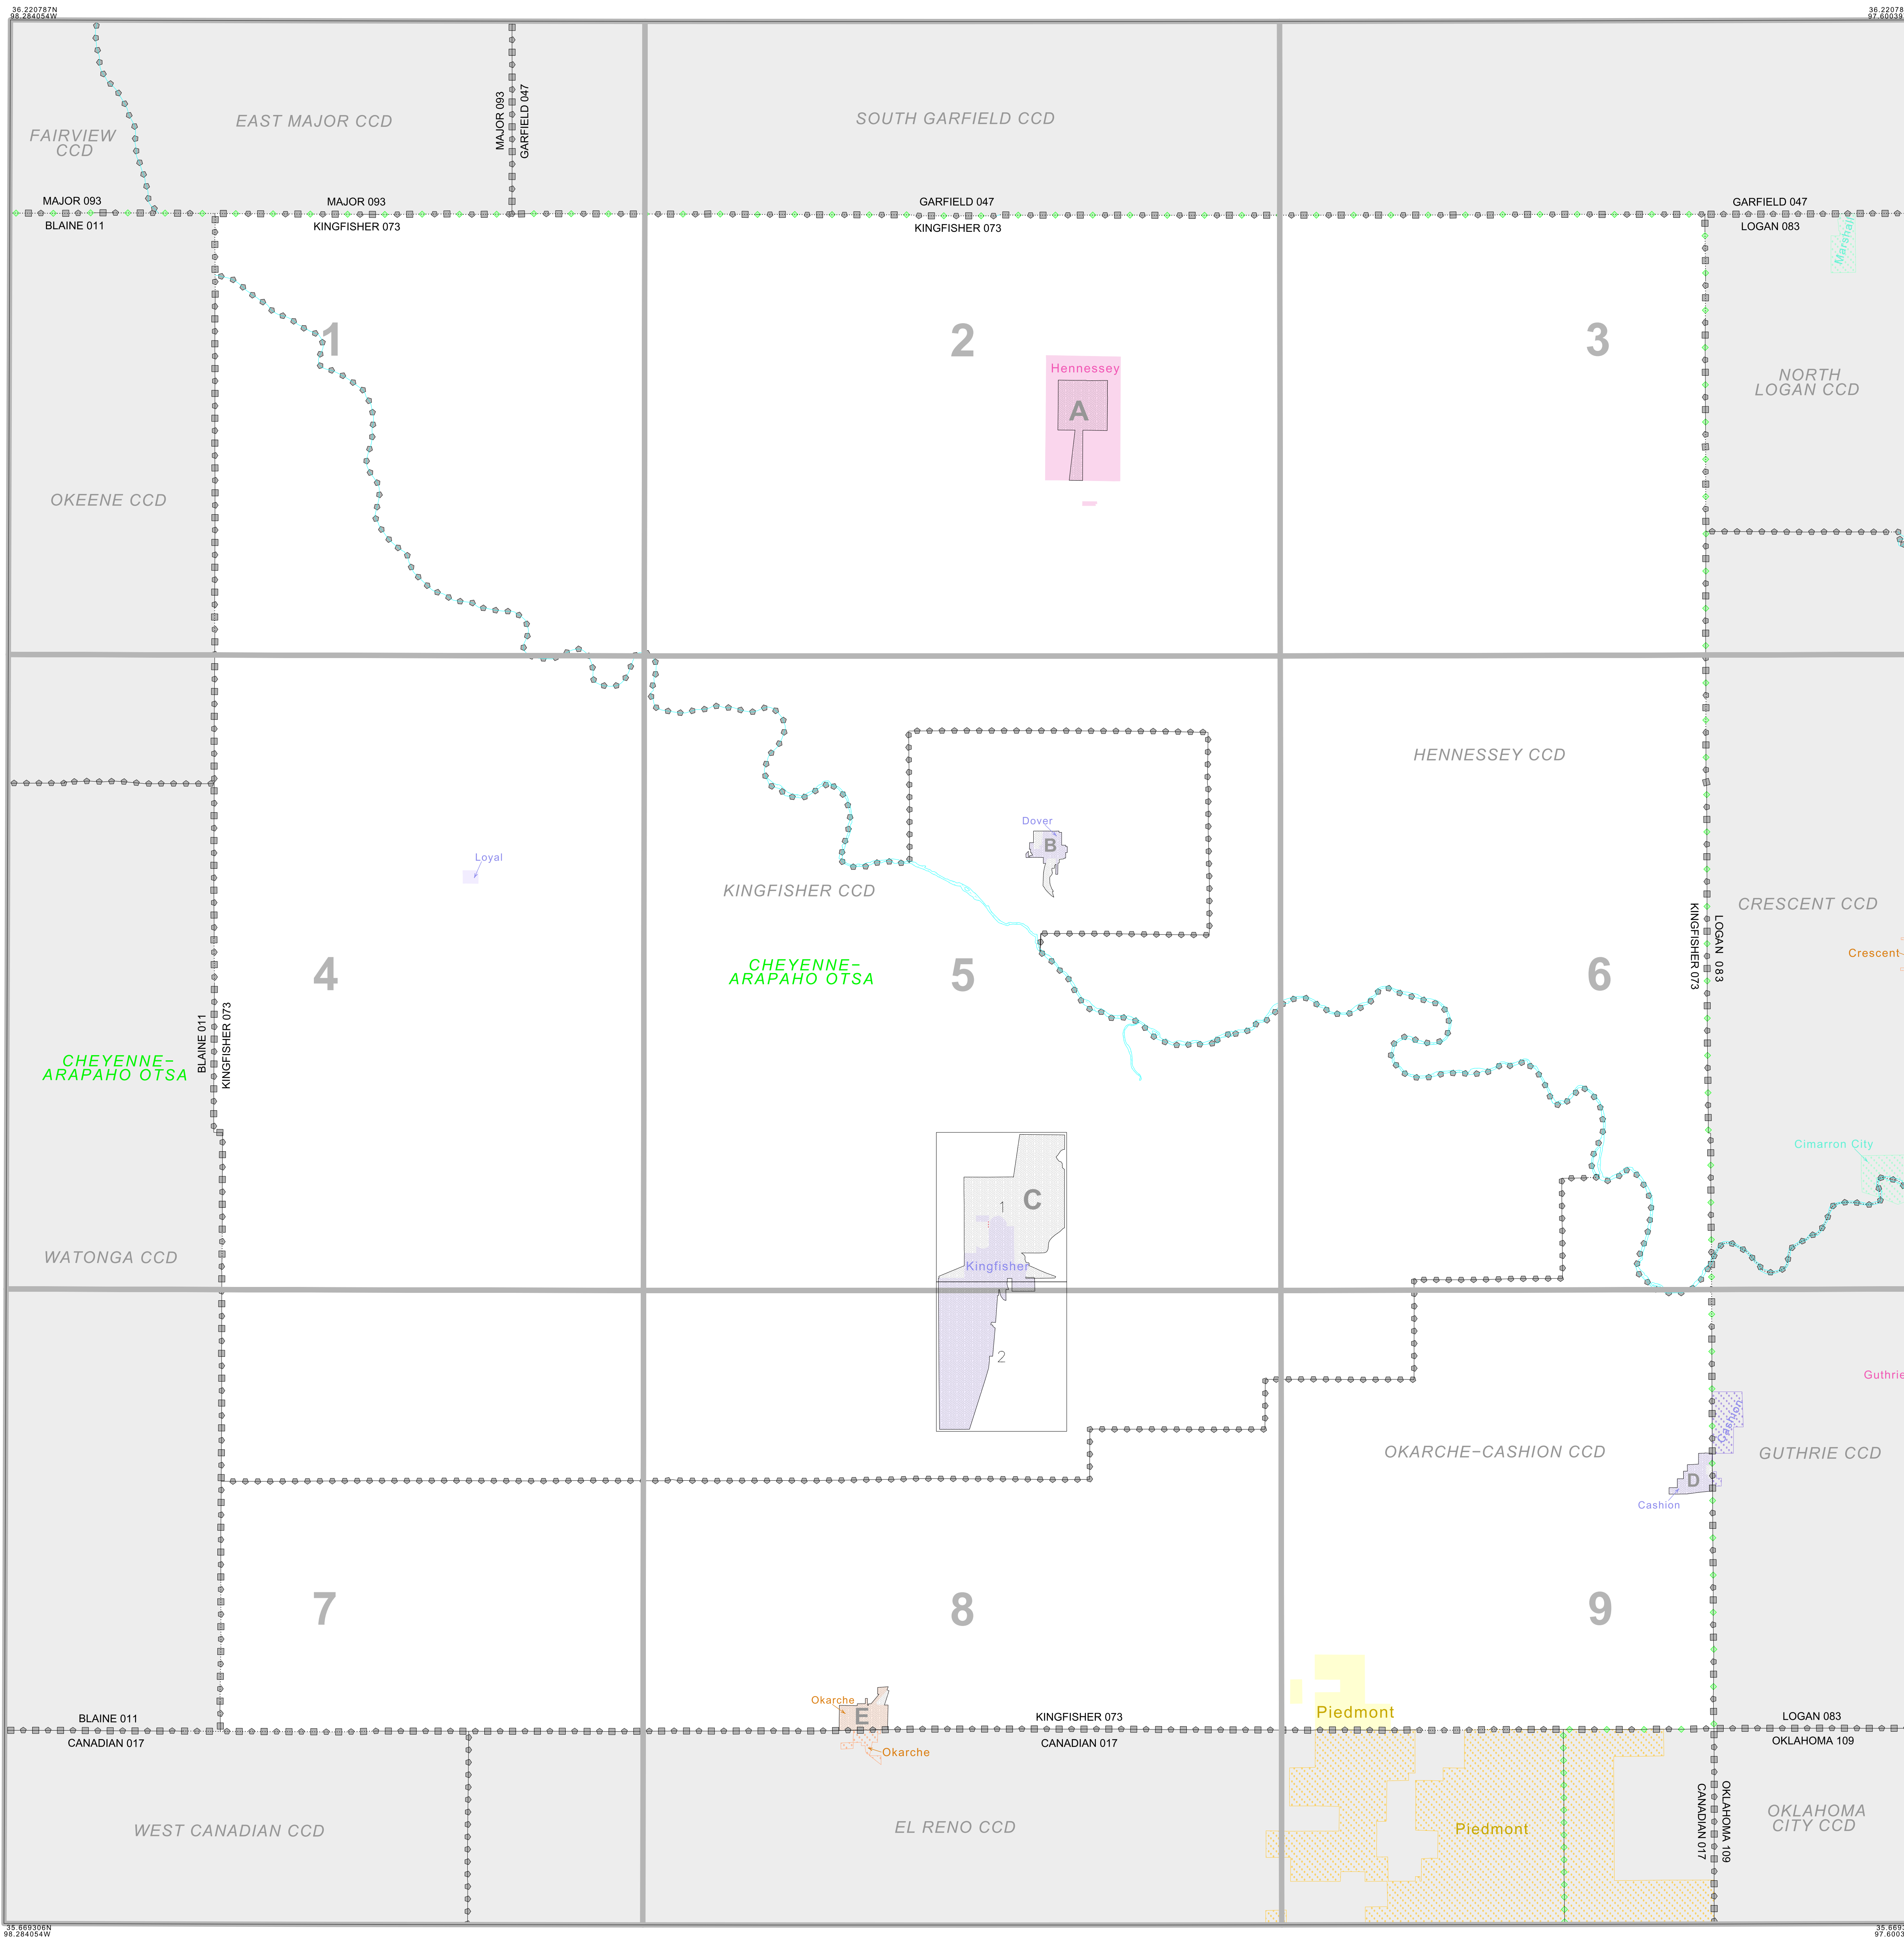 36.220787N
98.284054W
36.22078
97.60039
EAST MAJOR CCD
SOUTH GARFIELD CCD
FAIRVIEW
CCD
MAJOR 093
GARFIELD 047
MAJOR 093
BLAINE 011
MAJOR 093
KINGFISHER 073
GARFIELD 047
KINGFISHER 073
GARFIELD 047
LOGAN 083
Marshall
1
2
3
Hennessey
A
NORTH
LOGAN CCD
OKEENE CCD
HENNESSEY CCD
Dover
B
Loyal
KINGFISHER CCD
CRESCENT CCD
KINGFISHER 073
LOGAN 083
Crescent
CHEYENNE-
ARAPAHO OTSA
4
5
6
BLAINE 011
KINGFISHER 073
CHEYENNE-
ARAPAHO OTSA
Cimarron City
C
1
WATONGA CCD
Kingfisher
2
Guthrie
Cashion
OKARCHE-CASHION CCD
GUTHRIE CCD
D
Cashion
7
8
9
Okarche
E
Piedmont
BLAINE 011
CANADIAN 017
KINGFISHER 073
CANADIAN 017
LOGAN 083
OKLAHOMA 109
Okarche
CANADIAN 017
OKLAHOMA 109
WEST CANADIAN CCD
EL RENO CCD
Piedmont
OKLAHOMA
CITY CCD
35.669306N
98.284054W
35.6693
97.6003